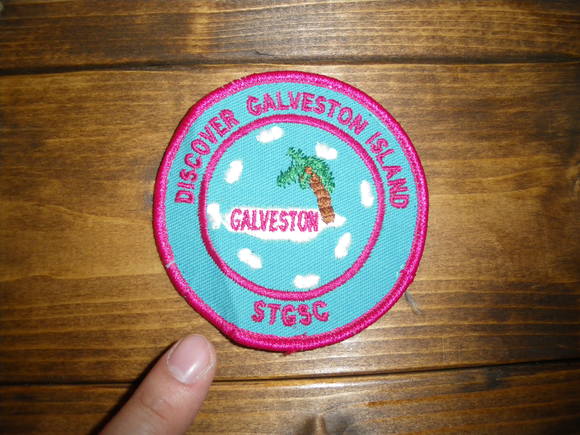 DISCOVER GALVESTON ISLAND
GALVESTON
STGSC